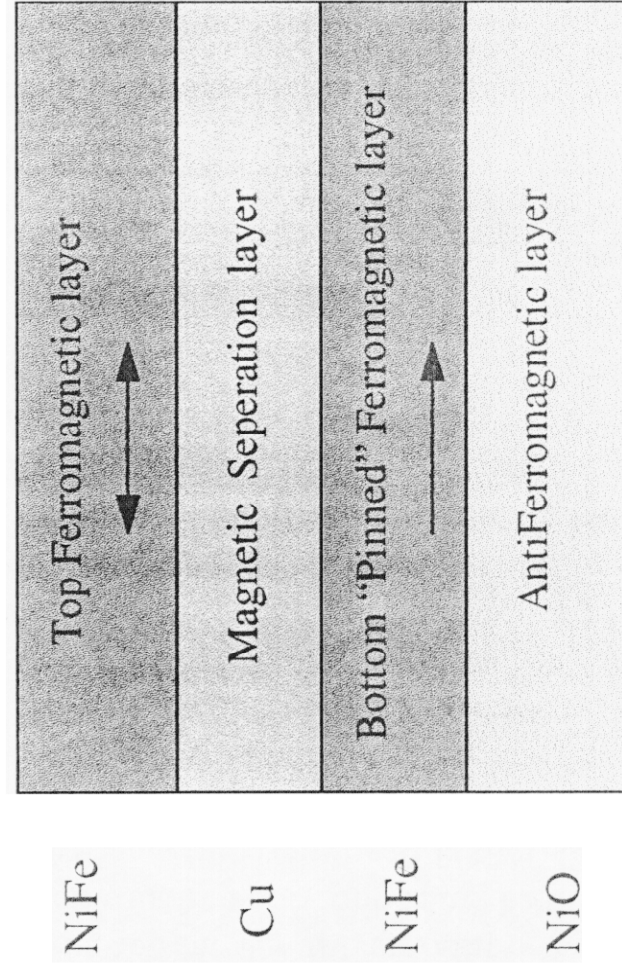 NiFe
Top Ferromagnetic layer
Cu
Magnetic Seperation layer
NiFe
Bottom “Pinned” Ferromagnetic layer
NiO
AntiFerromagnetic layer